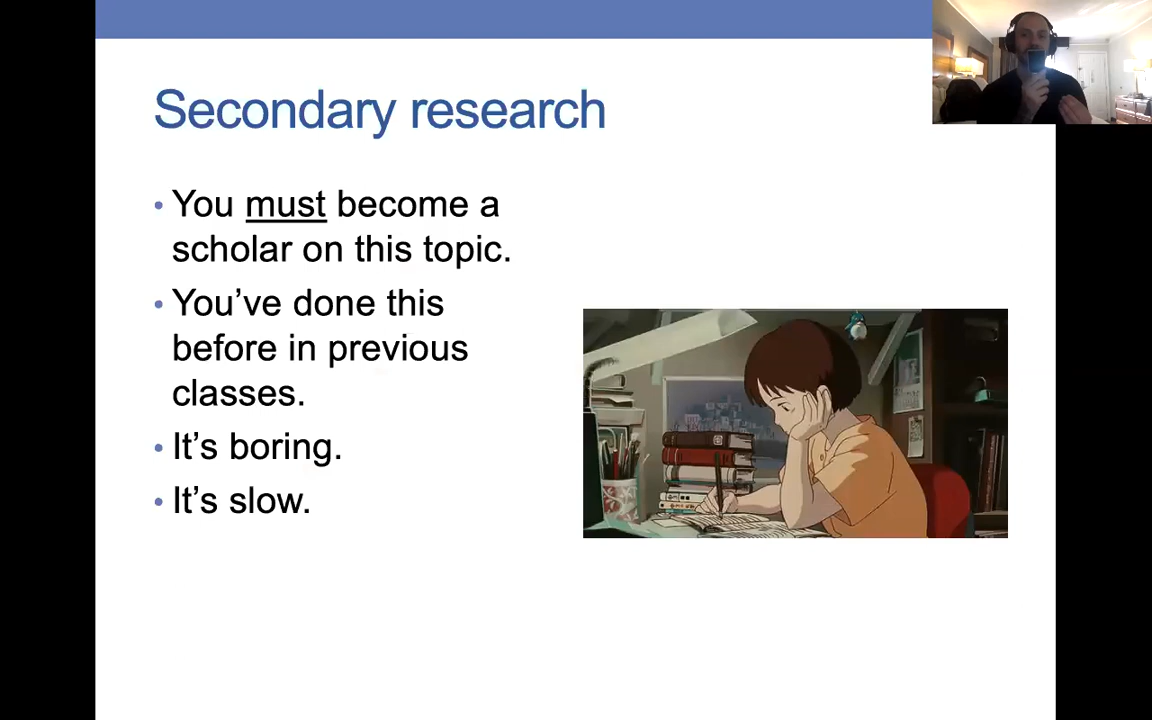 Secondary research
• You must become a
scholar on this topic.
• You’ve done this
before in previous
classes.
• It’s boring.
• It’s slow.